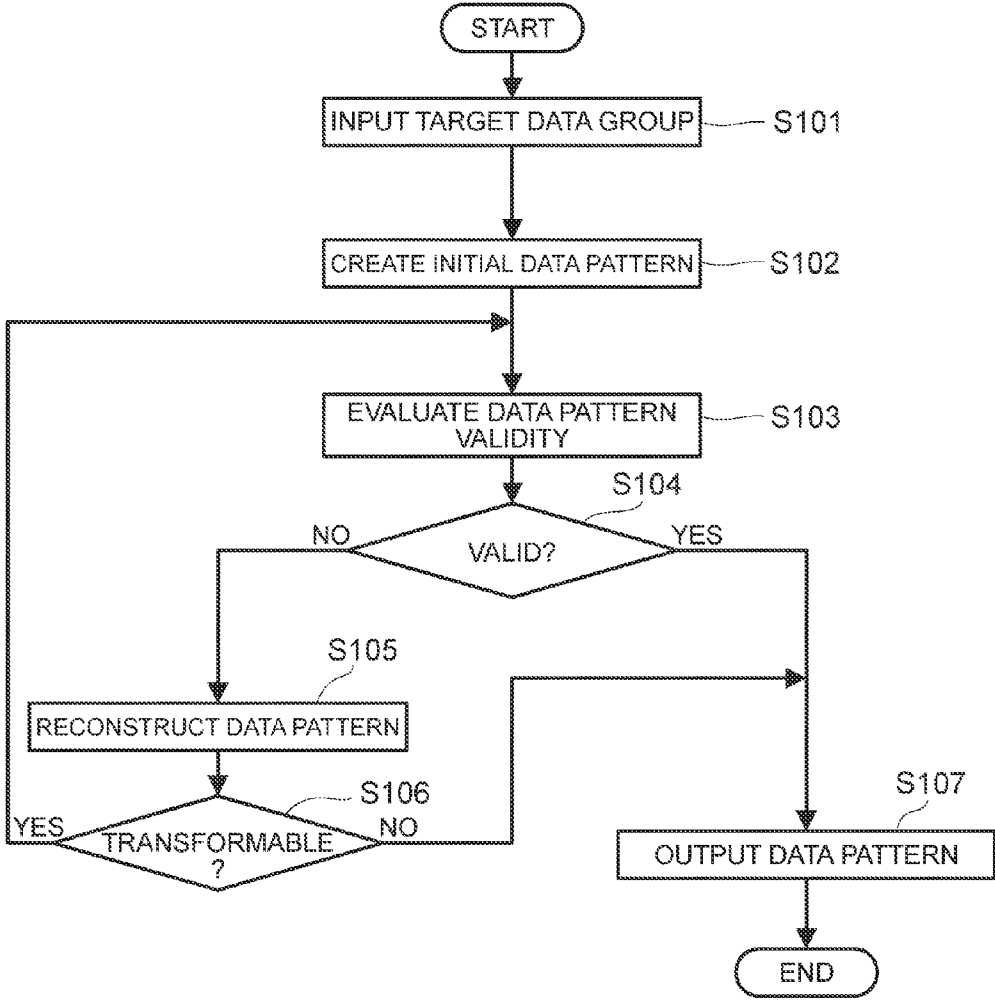 START
INPUT TARGET DATA GROUP
S101
CREATE INITIAL DATA PATTERN
S102
EVALUATE DATA PATTERN
VALIDITY
S103
S104
NO
VALID?
YES
S105
RECONSTRUCT DATA PATTERN
S106
YES
TRANSFORMABLE
?
NO
S107
OUTPUT DATA PATTERN
END